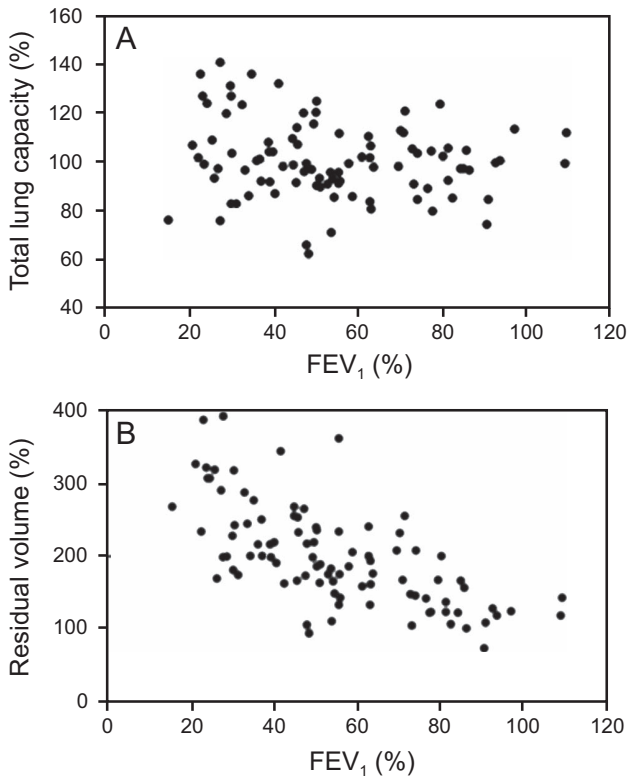 160
A
140
120
100
80
60
40
Total lung capacity (%)
0 20 40 60 80 100 120
FEV₁ (%)
400
B
300
200
100
0
Residual volume (%)
0 20 40 60 80 100 120
FEV₁ (%)